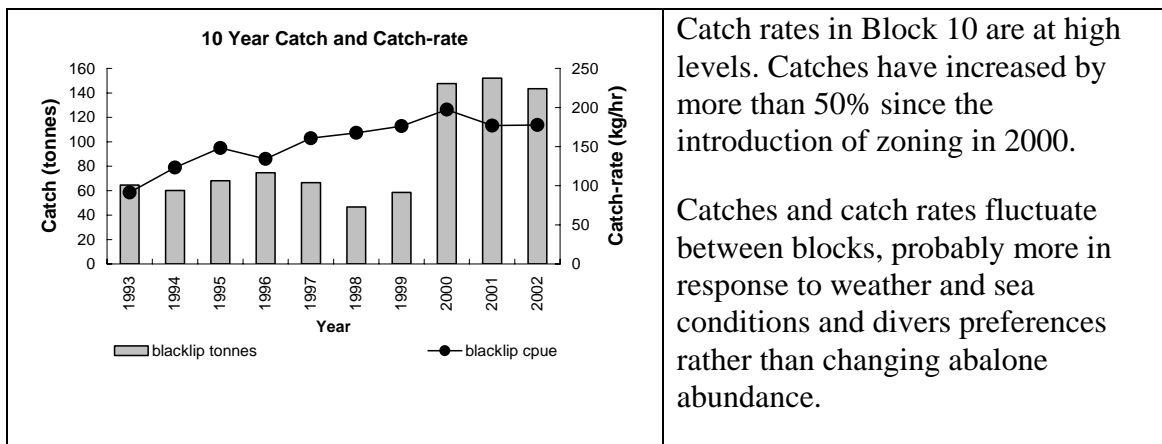 10 Year Catch and Catch-rate
Catch (tonnes)
160
140
120
100
80
60
40
20
0
250
200
150
100
50
0
Catch-rate (kg/hr)
1993
1994
1995
1996
1997
1998
1999
2000
2001
2002
Year
blacklip tonnes
blacklip cpue
Catch rates in Block 10 are at high
levels. Catches have increased by
more than 50% since the
introduction of zoning in 2000.
Catches and catch rates fluctuate
between blocks, probably more in
response to weather and sea
conditions and divers preferences
rather than changing abalone
abundance.